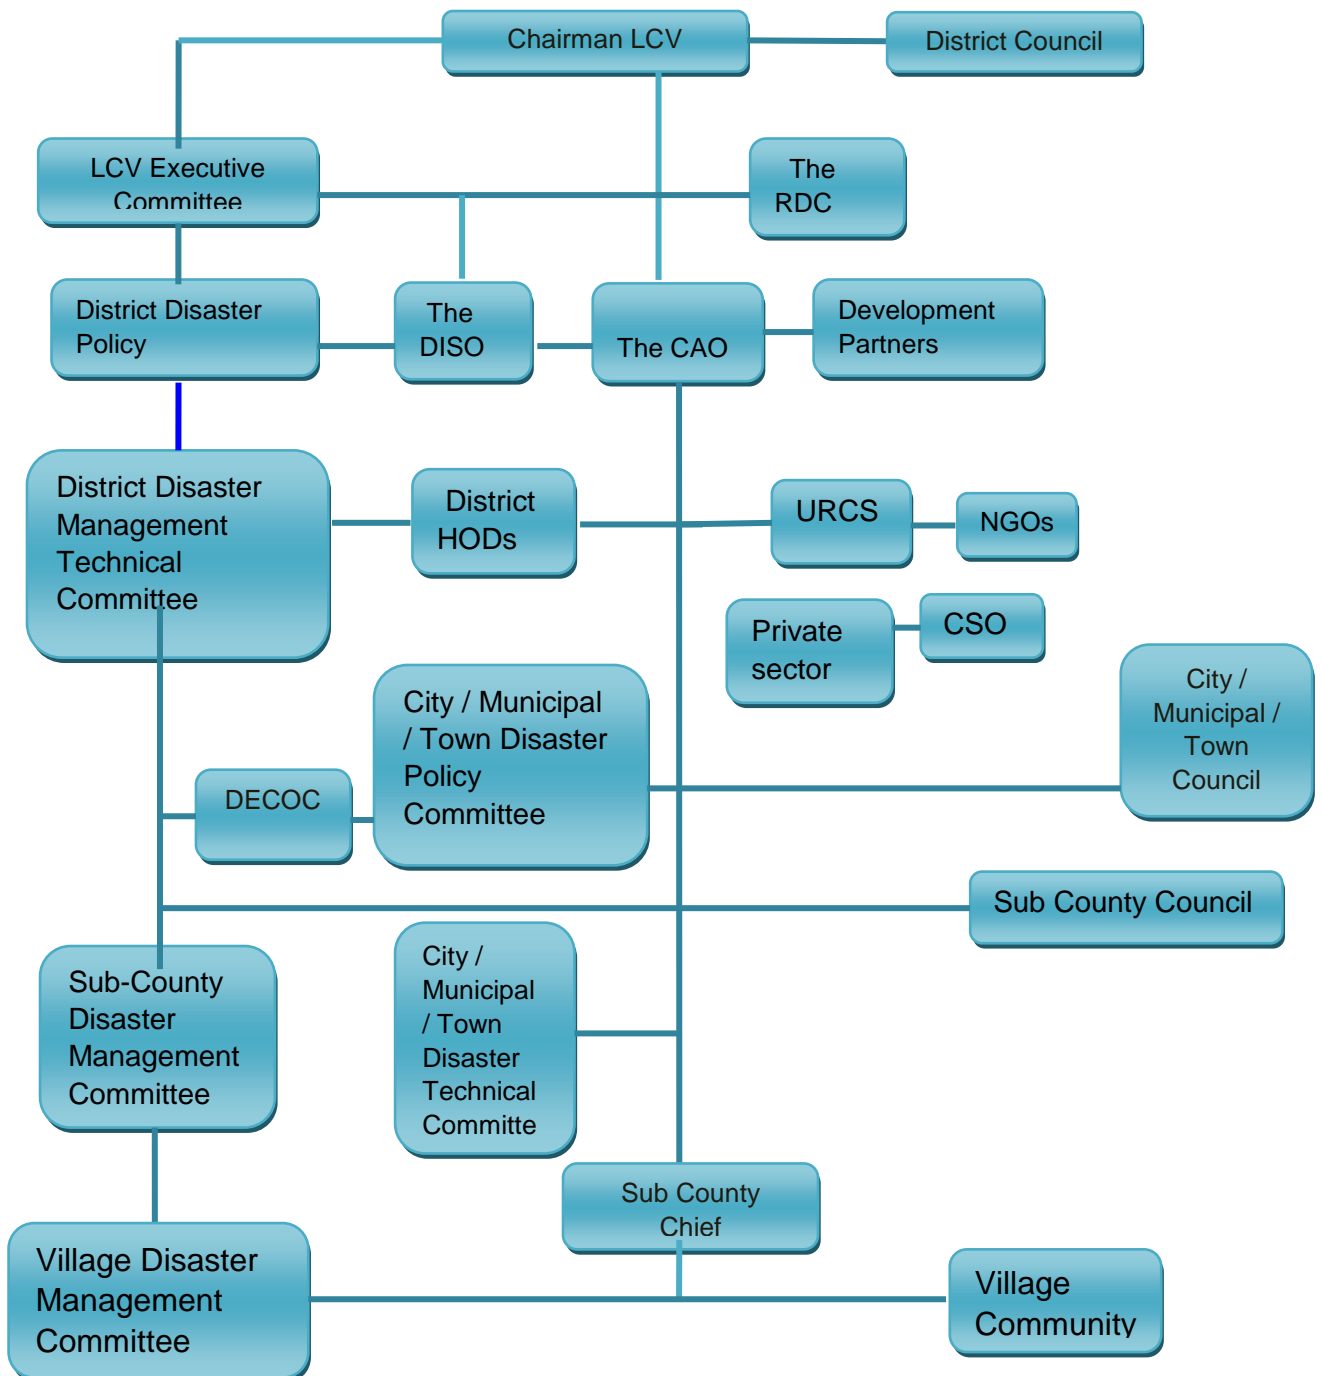 Chairman LCV
District Council
LCV Executive
Committee
The
RDC
District Disaster
Policy
The
DISO
The CAO
Development
Partners
District Disaster
Management
Technical
Committee
District
HODs
URCS
NGOs
Private
sector
CSO
City /
Municipal /
Town
Council
City / Municipal
/ Town Disaster
Policy
Committee
DECOC
Sub County Council
City /
Municipal
/ Town
Disaster
Technical
Committe
Sub-County
Disaster
Management
Committee
Sub County
Chief
Village Disaster
Management
Committee
Village
Community